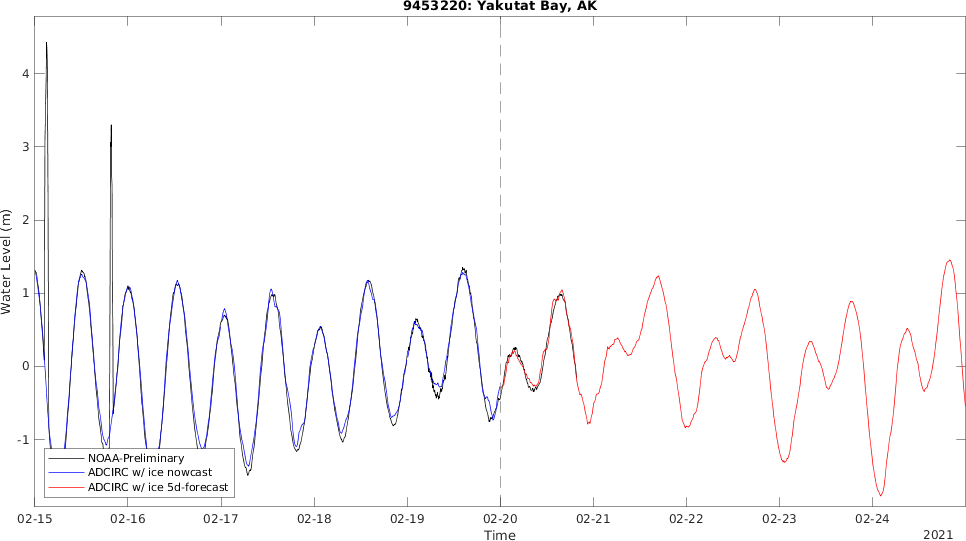 9453220: Yakutat Bay, AK
Water Level (m)
4
3
2
1
0
-1
NOAA-Preliminary
ADCIRC w/ ice nowcast
ADCIRC w/ ice 5d-forecast
02-15 02-16 02-17 02-18 02-19 02-20 02-21 02-22 02-23 02-24
Time
2021